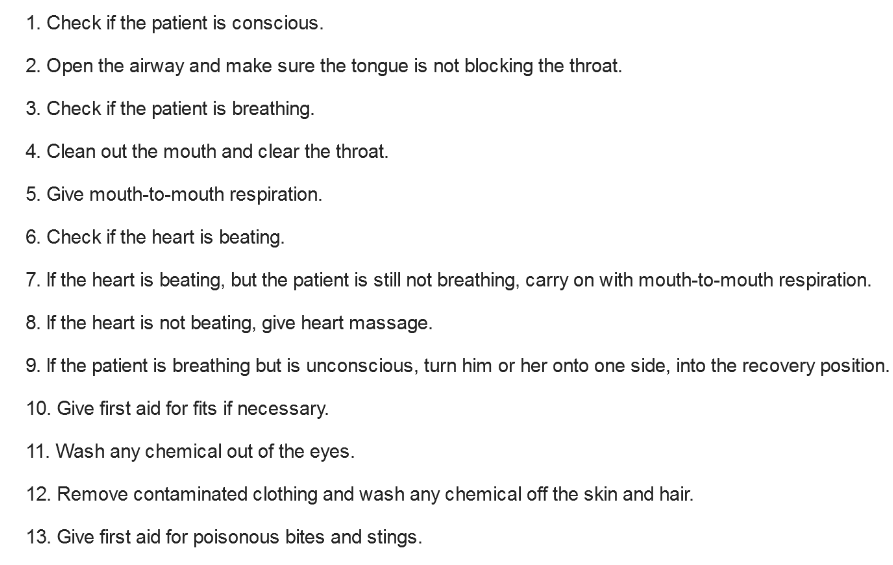 1. Check if the patient is conscious.
2. Open the airway and make sure the tongue is not blocking the throat.
3. Check if the patient is breathing.
4. Clean out the mouth and clear the throat.
5. Give mouth-to-mouth respiration.
6. Check if the heart is beating.
7. If the heart is beating, but the patient is still not breathing, carry on with mouth-to-mouth respiration.
8. If the heart is not beating, give heart massage.
9. If the patient is breathing but is unconscious, turn him or her onto one side, into the recovery position.
10. Give first aid for fits if necessary.
11. Wash any chemical out of the eyes.
12. Remove contaminated clothing and wash any chemical off the skin and hair.
13. Give first aid for poisonous bites and stings.